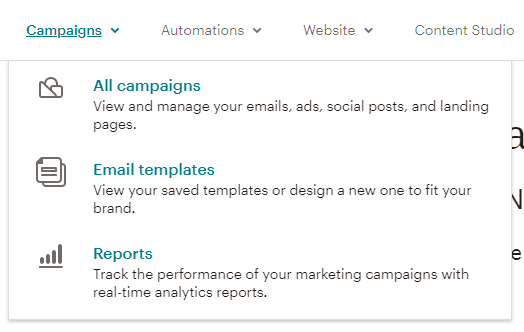 Campaigns Automations Website Content Studio
All campaigns
View and manage your emails, ads, social posts, and landing
pages.
Email templates
View your saved templates or design a new one to fit your
brand.
Reports
Track the performance of your marketing campaigns with
real-time analytics reports.